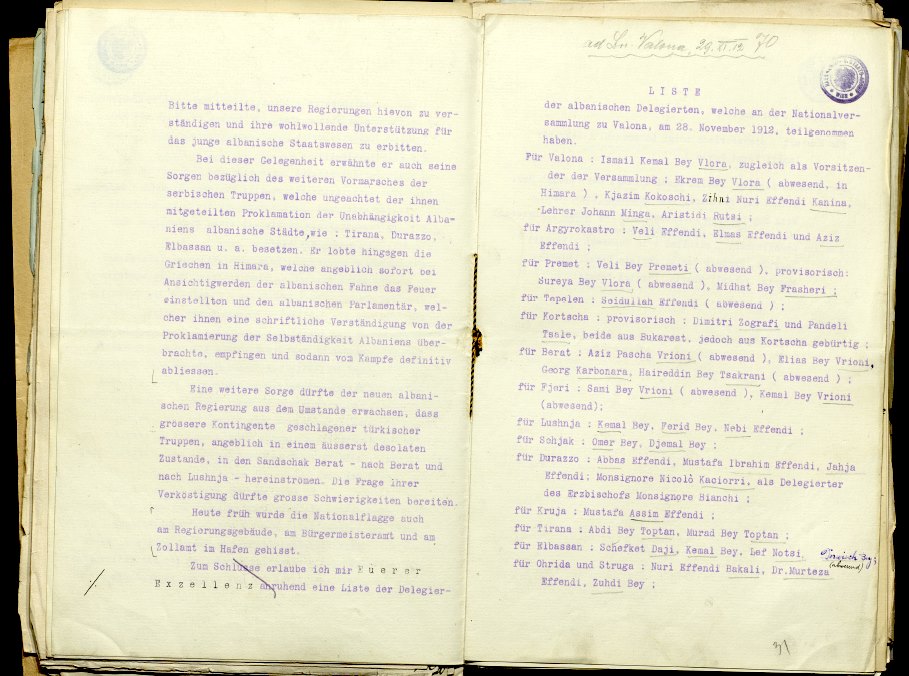 Bitte mitteilte, unsere Regierungen hievon zu ver-
ständigen und ihre wohlwollende Unterstützung für
das junge albanische Staatswesen zu erbitten.
Bei dieser Gelegenheit erwähnte er auch seine
Sorgen bezüglich des weiteren Vormarsches der
serbischen Truppen, welche ungeachtet der ihnen
mitgeteilten Proklamation der Unabhängigkeit Alba-
niens albanische Städte, wie : Tirana, Durazzo,
Elbassan u. a. besetzen. Er lobte hingegen die
Griechen in Himara, welche angeblich sofort bei
Ansichtigwerden der albanischen Fahne das Feuer
einstellten und den albanischen Parlamentär, wel-
cher ihnen eine schriftliche Verständigung von der
Proklamierung der Selbständigkeit Albaniens über-
brachte, empfingen und sodann vom Kampfe definitiv
abliessen.
Eine weitere Sorge dürfte der neuen albani-
schen Regierung aus dem Umstande erwachsen, dass
grössere Kontingente geschlagener türkischer
Truppen, angeblich in einem äusserst desolaten
Zustande, in den Sandschak Berat - nach Berat und
nach Lushnja - hereinströmen. Die Frage ihrer
Verköstigung dürfte grosse Schwierigkeiten bereiten.
Heute früh wurde die Nationalflagge auch
am Regierungsgebäude, am Bürgermeisteramt und am
Zollamt im Hafen gehisst.
Zum Schlusse erlaube ich mir Euerer
Exzellenz anruhend eine Liste der Delegier-
ad Valona, 29. XI. 12 70
LISTE
der albanischen Delegierten, welche an der Nationalver-
sammlung zu Valona, am 28. November 1912, teilgenommen
haben.
Für Valona : Ismail Kemal Bey Vlora, zugleich als Vorsitzen-
der der Versammlung ; Ekrem Bey Vlora ( abwesend, in
Himara ) , Kjazim Kokoschi, Zihni Nuri Effendi Kanina,
Lehrer Johann Minga, Aristidi Rutsi ;
für Argyrokastro : Veli Effendi, Elmas Effendi und Aziz
Effendi ;
für Premet : Veli Bey Premeti ( abwesend ), provisorisch:
Sureya Bey Vlora ( abwesend ), Midhat Bey Frasheri ;
für Tepelen : Seidullah Effendi ( abwesend ) ;
für Kortscha : provisorisch : Dimitri Zografi und Pandeli
Tsale, beide aus Bukarest, jedoch aus Kortscha gebürtig ;
für Berat : Aziz Pascha Vrioni ( abwesend ), Elias Bey Vrioni,
Georg Karbonara, Haireddin Bey Tsakrani ( abwesend ) ;
für Fjeri : Sami Bey Vrioni ( abwesend ), Kemal Bey Vrioni
(abwesend);
für Lushnja : Kemal Bey, Ferid Bey, Nebi Effendi ;
für Schjak : Omer Bey, Djemal Bey ;
für Durazzo : Abbas Effendi, Mustafa Ibrahim Effendi, Jahja
Effendi; Monsignore Nicolò Kaciorri, als Delegierter
des Erzbischofs Monsignore Bianchi ;
für Kruja : Mustafa Assim Effendi ;
für Tirana : Abdi Bey Toptan, Murad Bey Toptan ;
für Elbassan : Schefket Daji, Kemal Bey, Lef Notsi, Bey;
(abwesend)
für Ohrida und Struga : Nuri Effendi Bakali, Dr.Murteza
Effendi, Zuhdi Bey ;
31